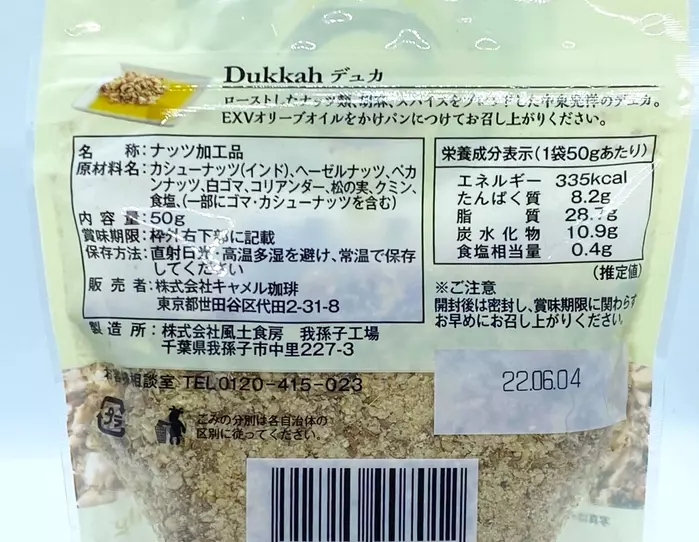 Dukkah デュカ
ローストしたナッツ類、胡麻、スパイスをブレンドした中東発祥のデュカ。
EXVオリーブオイルをかけパンにつけてお召し上がりください。
名 称:ナッツ加工品
原材料名:カシューナッツ(インド)、ヘーゼルナッツ、ペカ
ンナッツ、白ゴマ、コリアンダー、松の実、クミン、
食塩、(一部にゴマ・カシューナッツを含む)
内 容 量:50g
賞味期限:枠外右下部に記載
保存方法:直射日光・高温多湿を避け、常温で保存
してください
販 売 者:株式会社キャメル珈琲
東京都世田谷区代田2-31-8
製 造 所:株式会社風土食房 我孫子工場
千葉県我孫子市中里227-3
お客様相談室 TEL0120-415-023
プラ
ごみの分別は各自治体の
区別に従ってください。
栄養成分表示(1袋50gあたり)
エネルギー 335kcal
たんぱく質 8.2g
脂 質 28.7g
炭水化物 10.9g
食塩相当量 0.4g
(推定値)
※ご注意
開封後は密封し、賞味期限に関わらず
お早めにお召し上がりください。
22.06.04